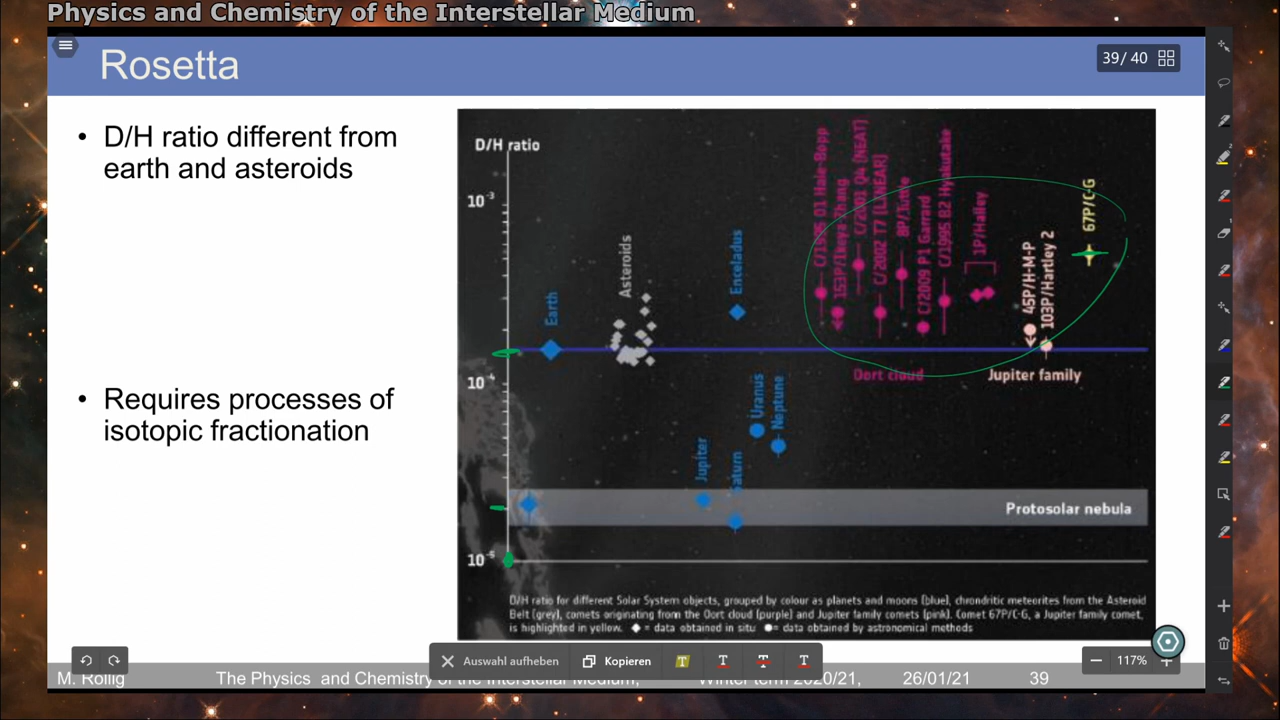 Physics and Chemistry of the Interstellar Medium
Rosetta
39/ 40
• D/H ratio different from
earth and asteroids
• Requires processes of
isotopic fractionation
D/H ratio
10⁻³
10⁻⁴
10⁻⁵
Earth
Asteroids
Enceladus
Jupiter
Saturn
Uranus
Neptune
C/1995 O1 Hale-Bopp
153P/Ikeya-Zhang
C/2001 Q4 (NEAT)
C/2002 T7 (LINEAR)
8P/Tuttle
C/2009 P1 Garrard
C/1995 B2 Hyakutake
1P/Halley
45P/H-M-P
103P/Hartley 2
67P/C-G
Oort cloud
Jupiter family
Protosolar nebula
D/H ratio for different Solar System objects, grouped by colour as planets and moons (blue), chrondritic meteorites from the Asteroid
Belt (grey), comets originating from the Oort cloud (purple) and Jupiter family comets (pink). Comet 67P/C-G, a Jupiter family comet,
is highlighted in yellow. ◆ = data obtained in situ ●= data obtained by astronomical methods
Auswahl aufheben
Kopieren
T T T T
117%
M. Röllig
The Physics and Chemistry of the Interstellar Medium,
Winter term 2020/21,
26/01/21
39